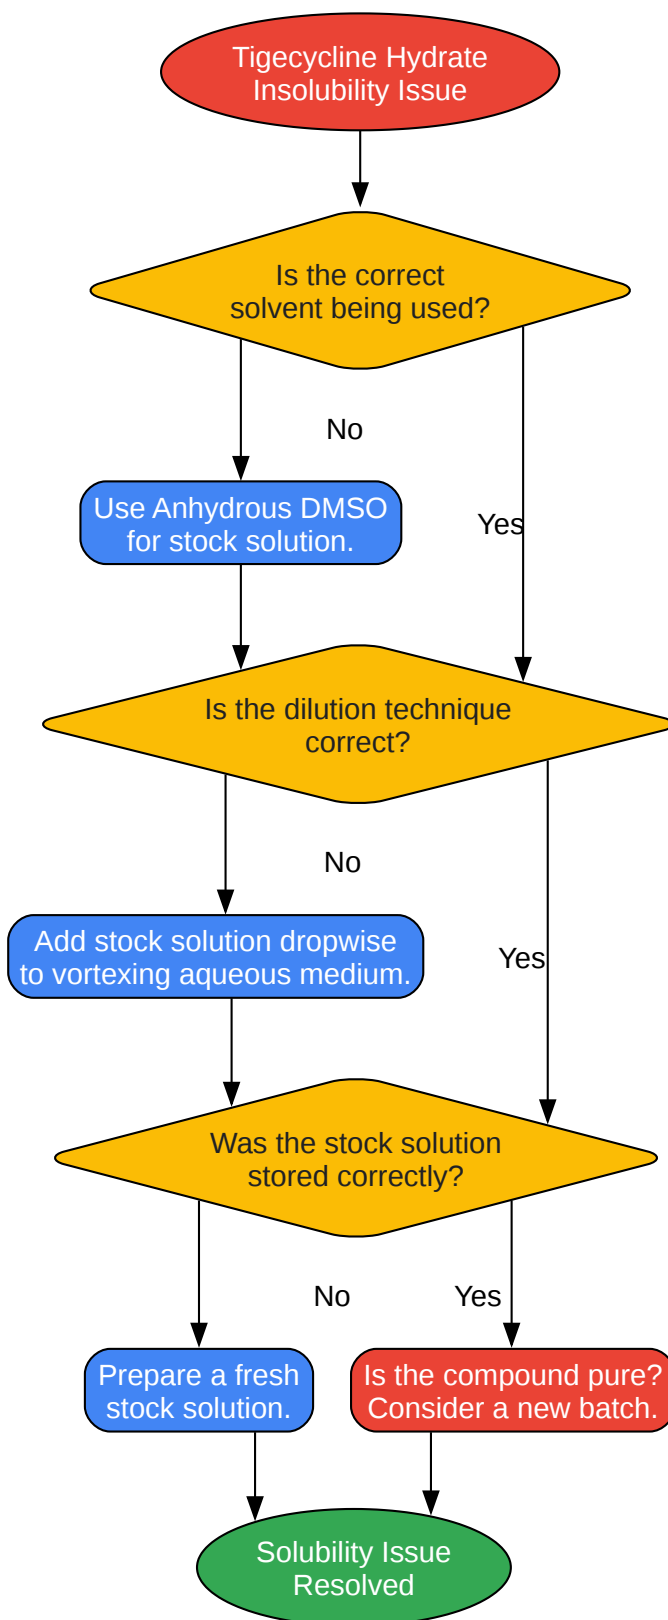 Tigecycline Hydrate
Insolubility Issue
Is the correct
solvent being used?
No
Use Anhydrous DMSO
for stock solution.
Yes
Is the dilution technique
correct?
No
Add stock solution dropwise
to vortexing aqueous medium.
Yes
Was the stock solution
stored correctly?
No
Yes
Prepare a fresh
stock solution.
Is the compound pure?
Consider a new batch.
Solubility Issue
Resolved